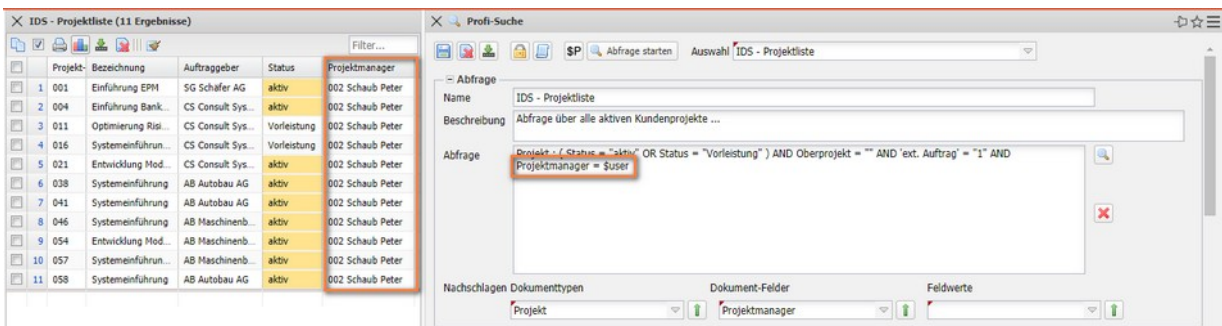 IDS - Projektliste (11 Ergebnisse)
Filter...
Projekt- Bezeichnung Auftraggeber Status Projektmanager
1 001 Einführung EPM SG Schäfer AG aktiv 002 Schaub Peter
2 004 Einführung Bank... CS Consult Sys... aktiv 002 Schaub Peter
3 011 Optimierung Risi... CS Consult Sys... Vorleistung 002 Schaub Peter
4 016 Systemeinführun... CS Consult Sys... Vorleistung 002 Schaub Peter
5 021 Entwicklung Mod... CS Consult Sys... aktiv 002 Schaub Peter
6 038 Systemeinführung AB Autobau AG aktiv 002 Schaub Peter
7 041 Systemeinführung AB Autobau AG aktiv 002 Schaub Peter
8 046 Systemeinführung AB Maschinenb... aktiv 002 Schaub Peter
9 054 Entwicklung Mod... AB Maschinenb... aktiv 002 Schaub Peter
10 057 Systemeinführun... AB Maschinenb... aktiv 002 Schaub Peter
11 058 Systemeinführung AB Autobau AG aktiv 002 Schaub Peter
Profi-Suche
$P Abfrage starten Auswahl IDS - Projektliste
Abfrage
Name IDS - Projektliste
Beschreibung Abfrage über alle aktiven Kundenprojekte ...
Abfrage Projekt : ( Status = "aktiv" OR Status = "Vorleistung" ) AND Oberprojekt = "" AND 'ext. Auftrag' = "1" AND
Projektmanager = $user
Nachschlagen Dokumenttypen Dokument-Felder Feldwerte
Projekt Projektmanager